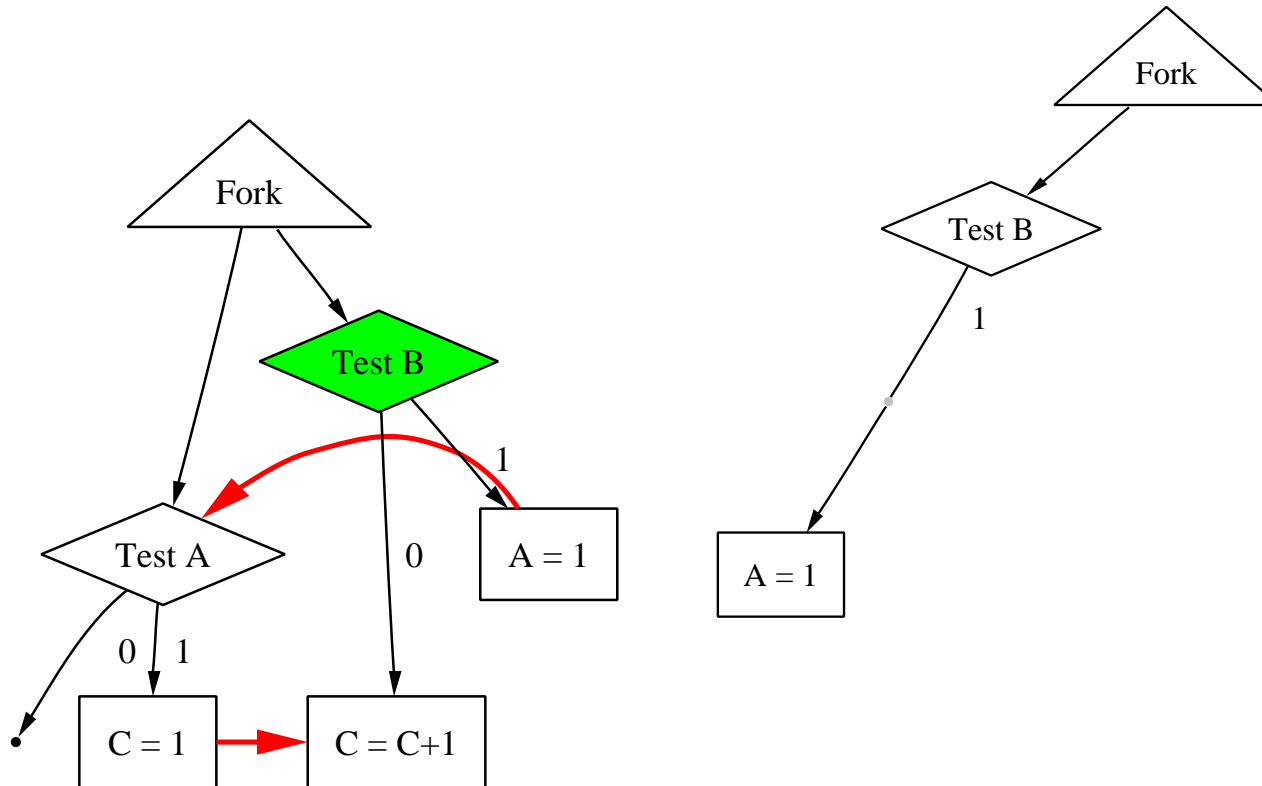 Fork
Test B
1
0
A = 1
Test A
0
1
C = 1
C = C+1
Fork
Test B
1
A = 1